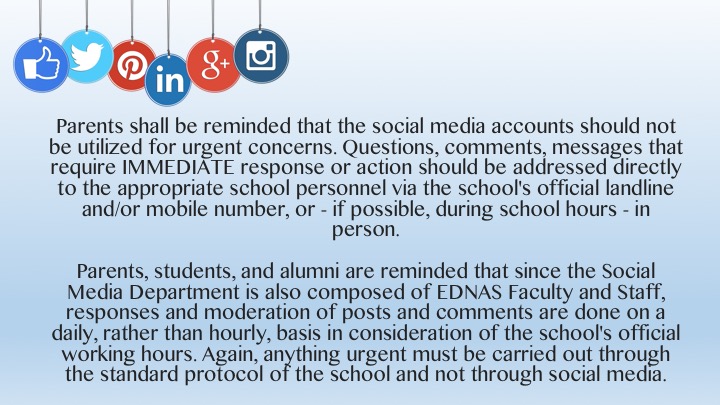 in
g+
Parents shall be reminded that the social media accounts should not
be utilized for urgent concerns. Questions, comments, messages that
require IMMEDIATE response or action should be addressed directly
to the appropriate school personnel via the school's official landline
and/or mobile number, or - if possible, during school hours - in
person.
Parents, students, and alumni are reminded that since the Social
Media Department is also composed of EDNAS Faculty and Staff,
responses and moderation of posts and comments are done on a
daily, rather than hourly, basis in consideration of the school's official
working hours. Again, anything urgent must be carried out through
the standard protocol of the school and not through social media.